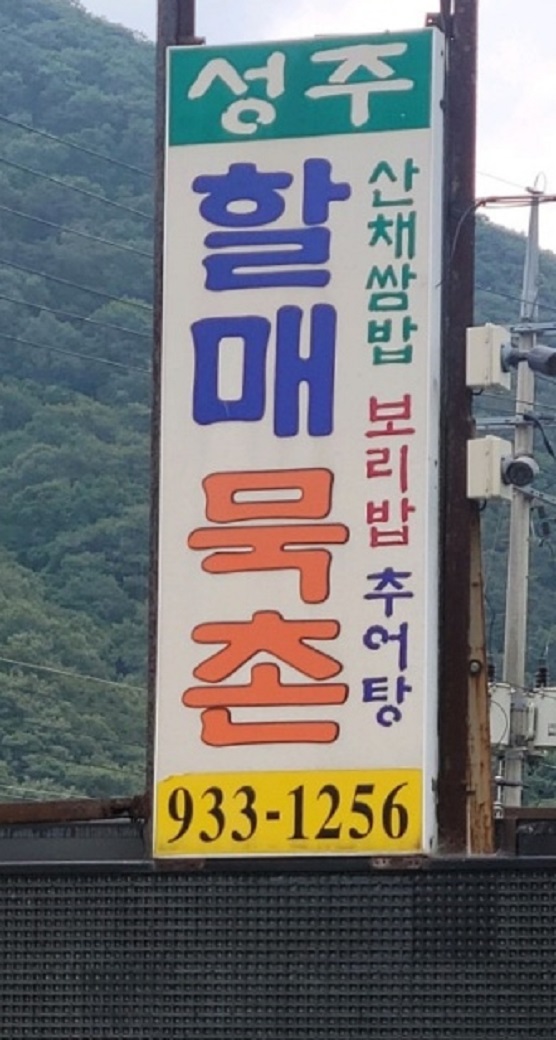 성주
할매
묵촌
산채쌈밥
보리밥
추어탕
933-1256